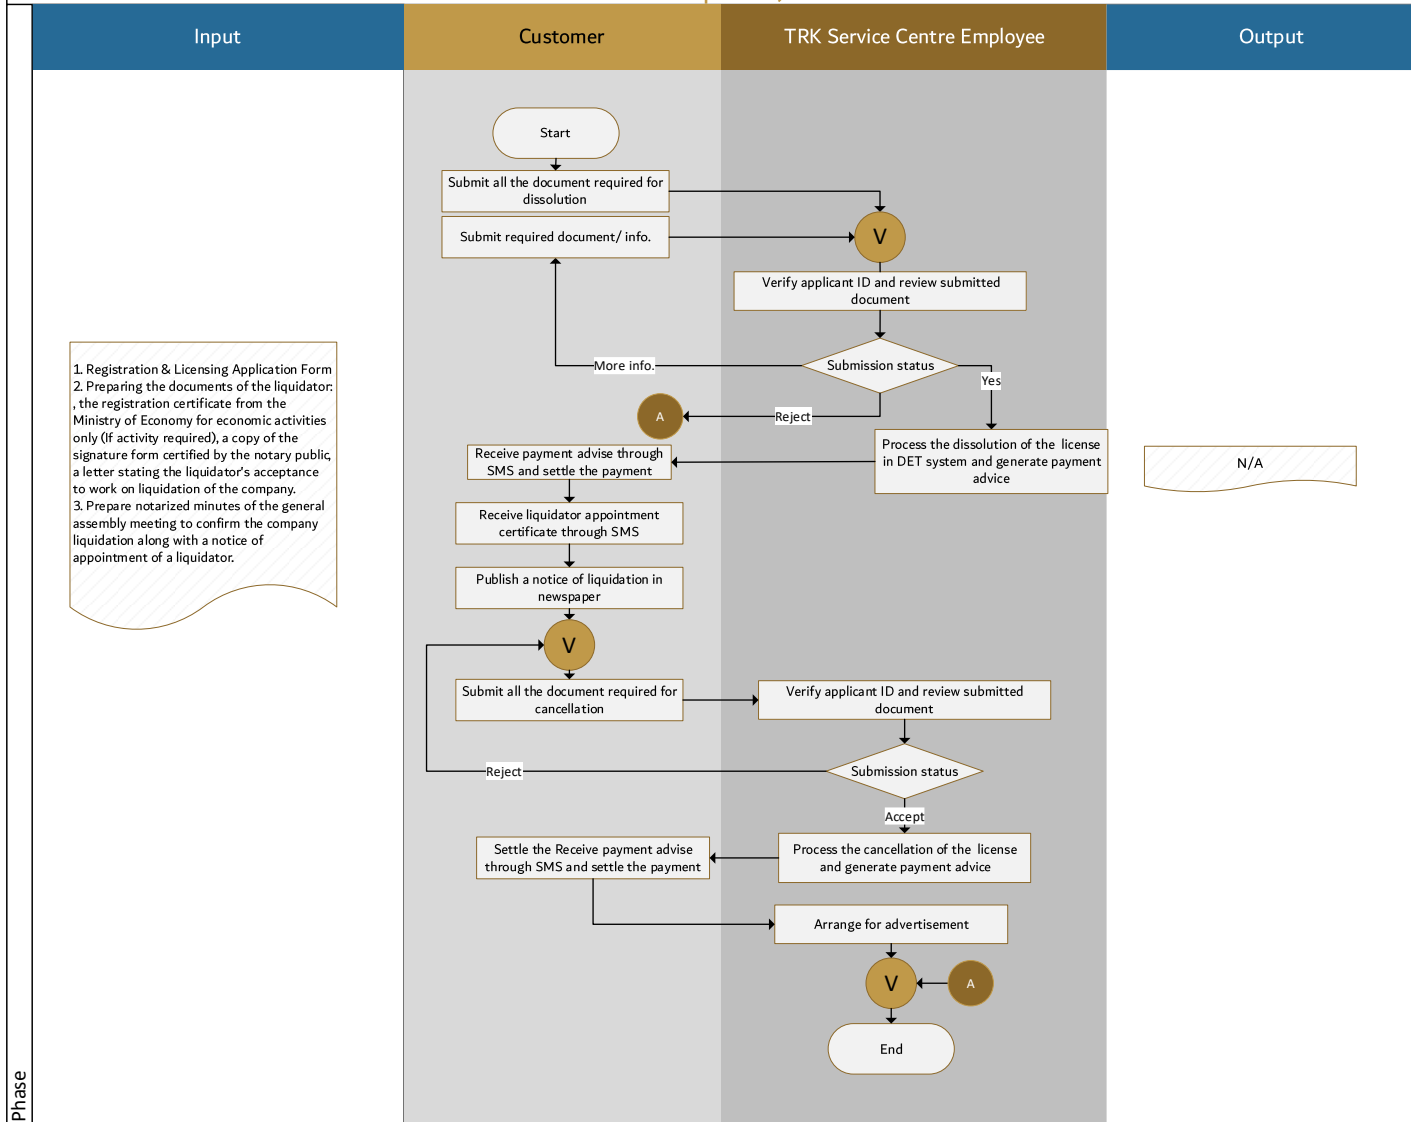 Input
Customer
TRK Service Centre Employee
Output
Start
Submit all the document required for
dissolution
Submit required document/ info.
V
Verify applicant ID and review submitted
document
Submission status
More info.
Yes
Reject
A
Process the dissolution of the license
in DET system and generate payment
advice
Receive payment advise through
SMS and settle the payment
Receive liquidator appointment
certificate through SMS
Publish a notice of liquidation in
newspaper
V
Submit all the document required for
cancellation
Verify applicant ID and review submitted
document
Submission status
Reject
Accept
Process the cancellation of the license
and generate payment advice
Settle the Receive payment advise
through SMS and settle the payment
Arrange for advertisement
V
A
End
1. Registration & Licensing Application Form
2. Preparing the documents of the liquidator:
, the registration certificate from the
Ministry of Economy for economic activities
only (If activity required), a copy of the
signature form certified by the notary public,
a letter stating the liquidator's acceptance
to work on liquidation of the company.
3. Prepare notarized minutes of the general
assembly meeting to confirm the company
liquidation along with a notice of
appointment of a liquidator.
N/A
Phase